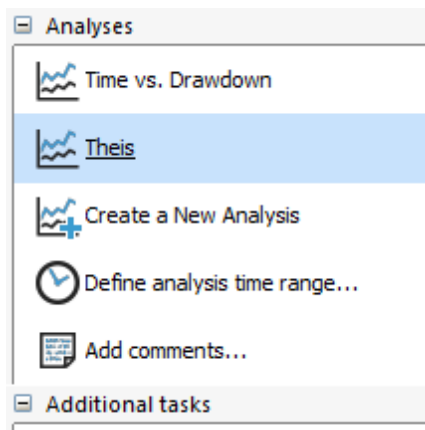 Analyses
Time vs. Drawdown
Theis
Create a New Analysis
Define analysis time range...
Add comments...
Additional tasks